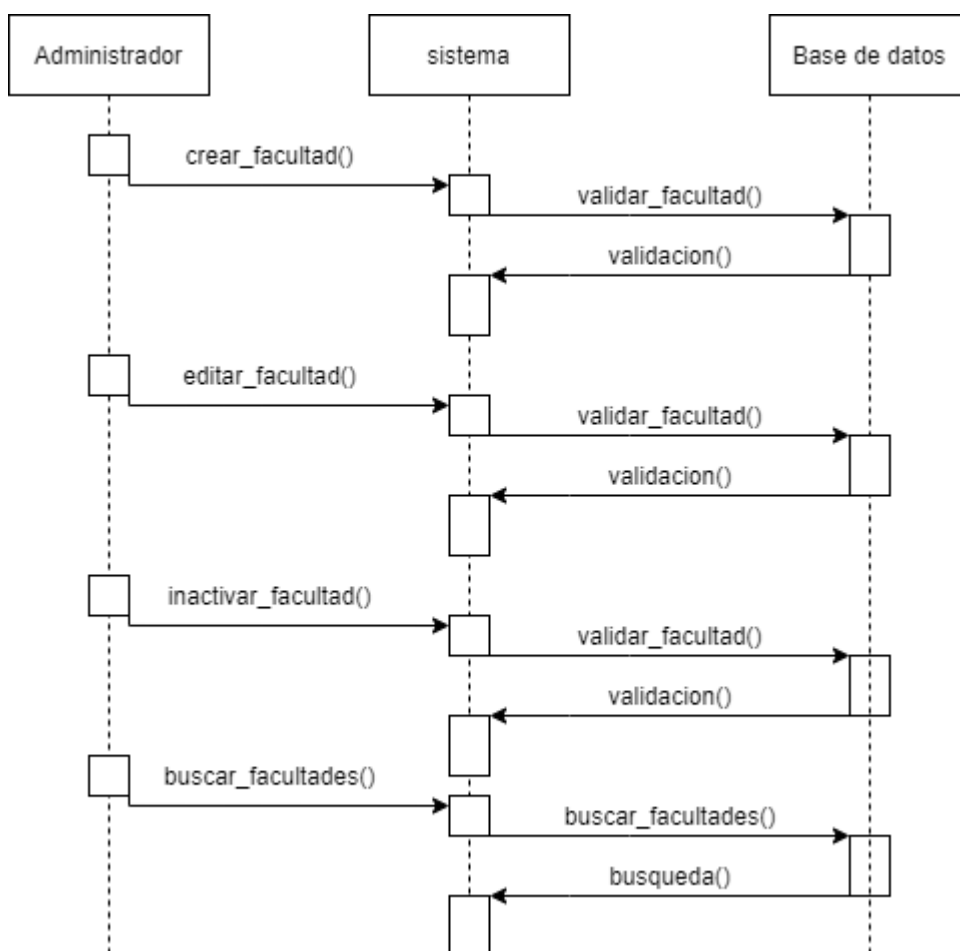 Administrador
sistema
Base de datos
crear_facultad()
validar_facultad()
validacion()
editar_facultad()
validar_facultad()
validacion()
inactivar_facultad()
validar_facultad()
validacion()
buscar_facultades()
buscar_facultades()
busqueda()